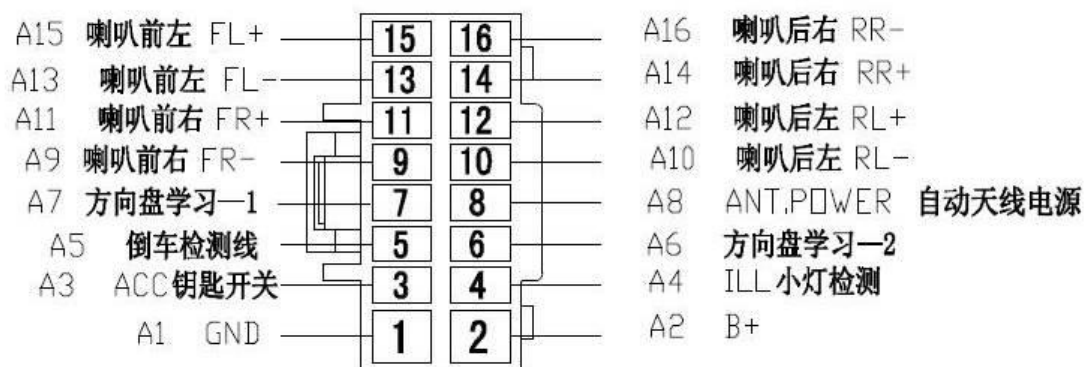 A15 喇叭前左 FL+ 15 16 A16 喇叭后右 RR-
A13 喇叭前左 FL- 13 14 A14 喇叭后右 RR+
A11 喇叭前右 FR+ 11 12 A12 喇叭后左 RL+
A9 喇叭前右 FR- 9 10 A10 喇叭后左 RL-
A7 方向盘学习—1 7 8 A8 ANT.POWER 自动天线电源
A5 倒车检测线 5 6 A6 方向盘学习—2
A3 ACC钥匙开关 3 4 A4 ILL小灯检测
A1 GND 1 2 A2 B+